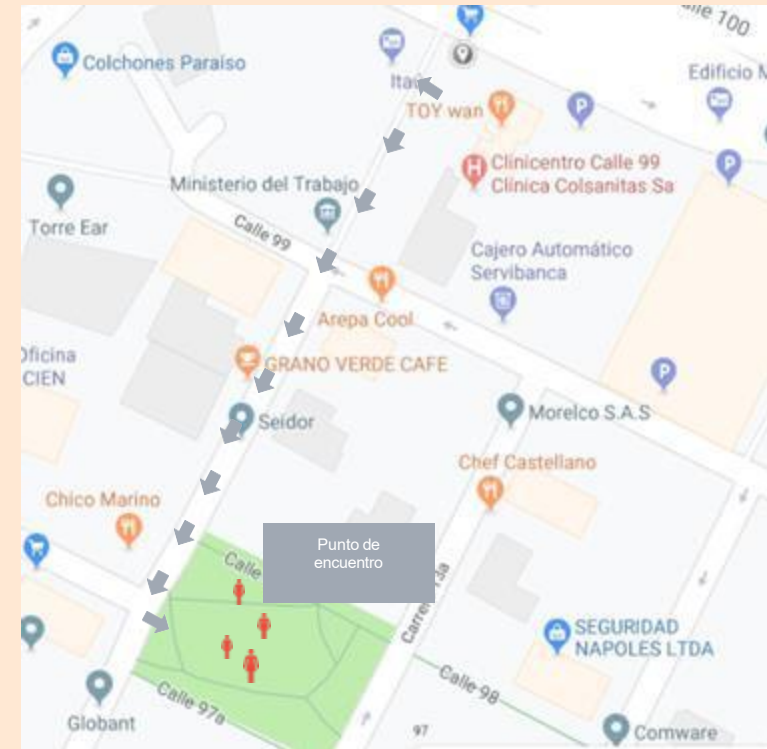 Calle 100
Colchones Paraíso
Edificio M
Itaú
TOY wan
Clinicentro Calle 99
Clínica Colsanitas Sa
Ministerio del Trabajo
Torre Ear
Calle 99
Cajero Automático
Servibanca
Arepa Cool
Oficina
CIEN
GRANO VERDE CAFE
Seidor
Morelco S.A.S
Chef Castellano
Chico Marino
Punto de
encuentro
Calle
3a
Carre
SEGURIDAD
NAPOLES LTDA
Calle 98
Calle 97a
Globant
97
Comware